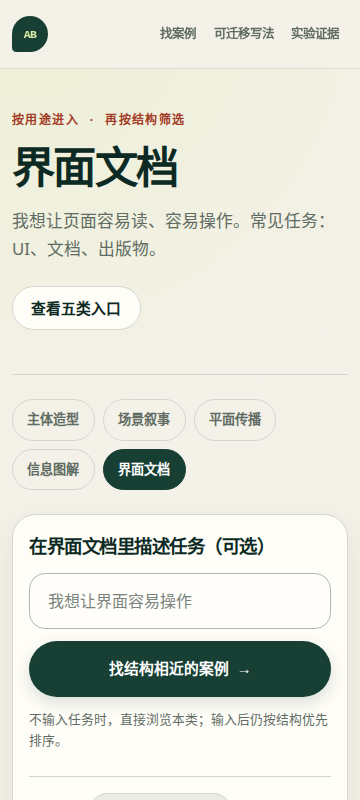 AB
找案例 可迁移写法 实验证据
按用途进入 · 再按结构筛选
界面文档
我想让页面容易读、容易操作。常见任务：
UI、文档、出版物。
查看五类入口
主体造型 场景叙事 平面传播
信息图解 界面文档
在界面文档里描述任务（可选）
我想让界面容易操作
找结构相近的案例 →
不输入任务时，直接浏览本类；输入后仍按结构优先
排序。